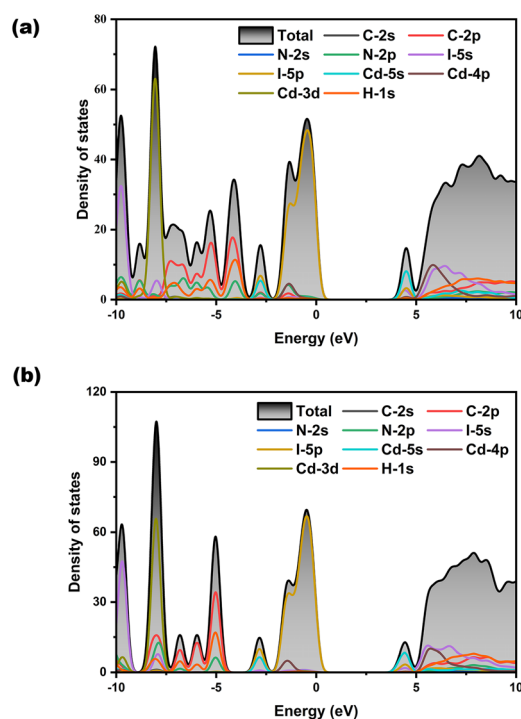 (a)
Density of states
80
60
40
20
0
Total C-2s C-2p
N-2s N-2p I-5s
I-5p Cd-5s Cd-4p
Cd-3d H-1s
-10 -5 0 5 10
Energy (eV)
(b)
Density of states
120
90
60
30
0
Total C-2s C-2p
N-2s N-2p I-5s
I-5p Cd-5s Cd-4p
Cd-3d H-1s
-10 -5 0 5 10
Energy (eV)